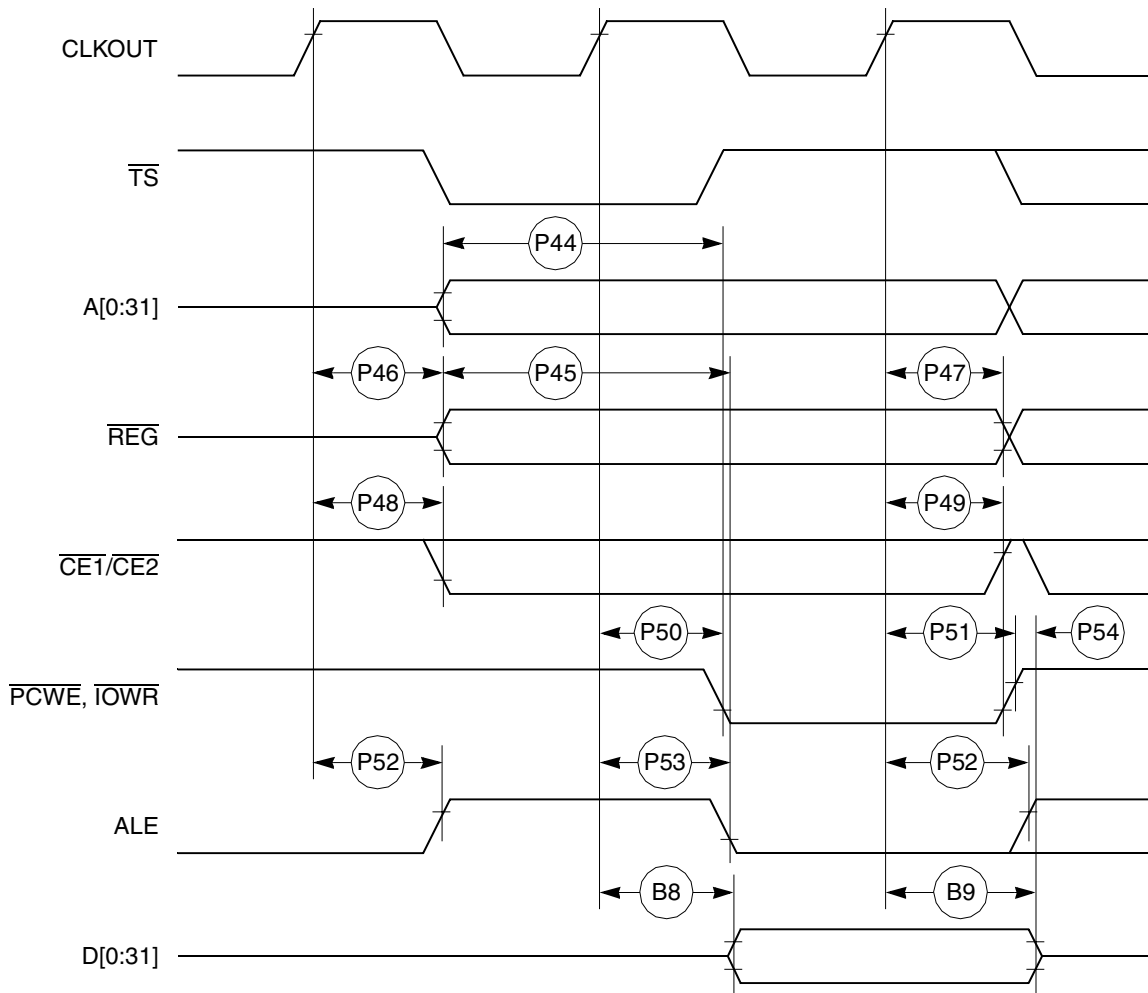 CLKOUT
TS
P44
A[0:31]
P46 P45 P47
REG
P48 P49
CE1/CE2
P50 P51 P54
PCWE, IOWR
P52 P53 P52
ALE
B8 B9
D[0:31]